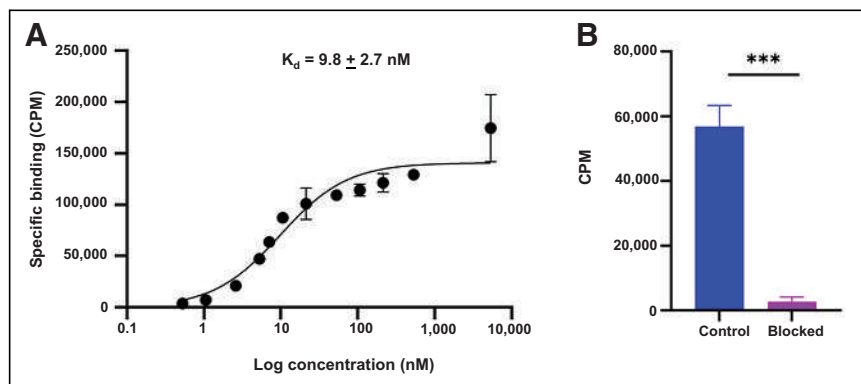 A
K_d = 9.8 ± 2.7 nM
Specific binding (CPM)
250,000
200,000
150,000
100,000
50,000
0
0.1
1
10
100
1,000
10,000
Log concentration (nM)
B
***
CPM
80,000
60,000
40,000
20,000
0
Control
Blocked